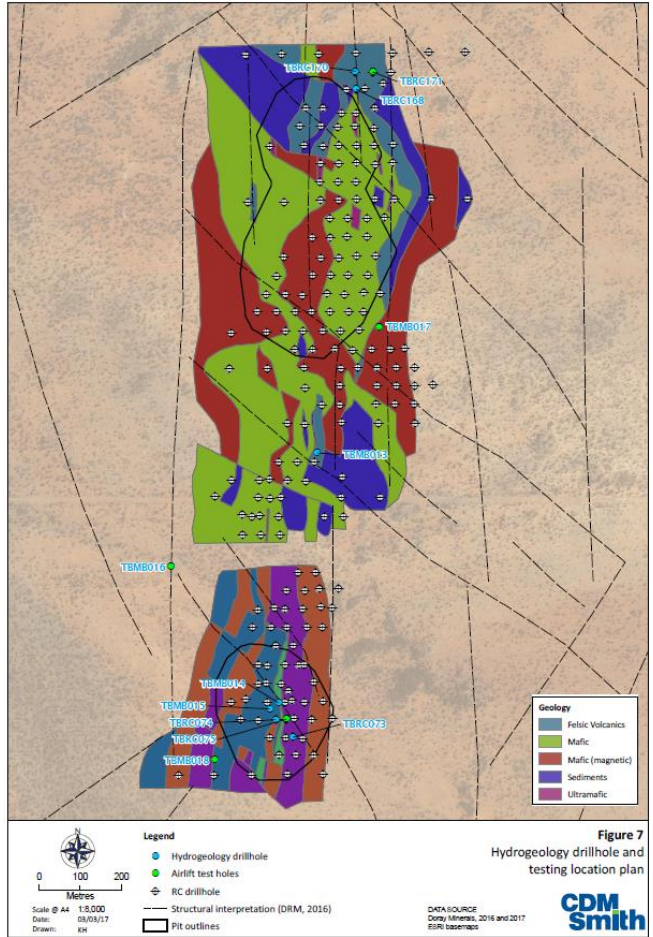 TBRC170
TBRC171
TBRC168
TBMB017
TBMB013
TBMB016
TBMB014
TBMB015
TBRC074
TBRC073
TBRC075
TBMB018
Geology
Felsic Volcanics
Mafic
Mafic (magnetic)
Sediments
Ultramafic
N
0 100 200
Metres
Scale @ A4 1:8,000
Date: 03/03/17
Drawn: KH
Legend
Hydrogeology drillhole
Airlift test holes
RC drillhole
Structural interpretation (DRM, 2016)
Pit outlines
DATA SOURCE
Doray Minerals, 2016 and 2017
ESRI basemaps
Figure 7
Hydrogeology drillhole and
testing location plan
CDM
Smith